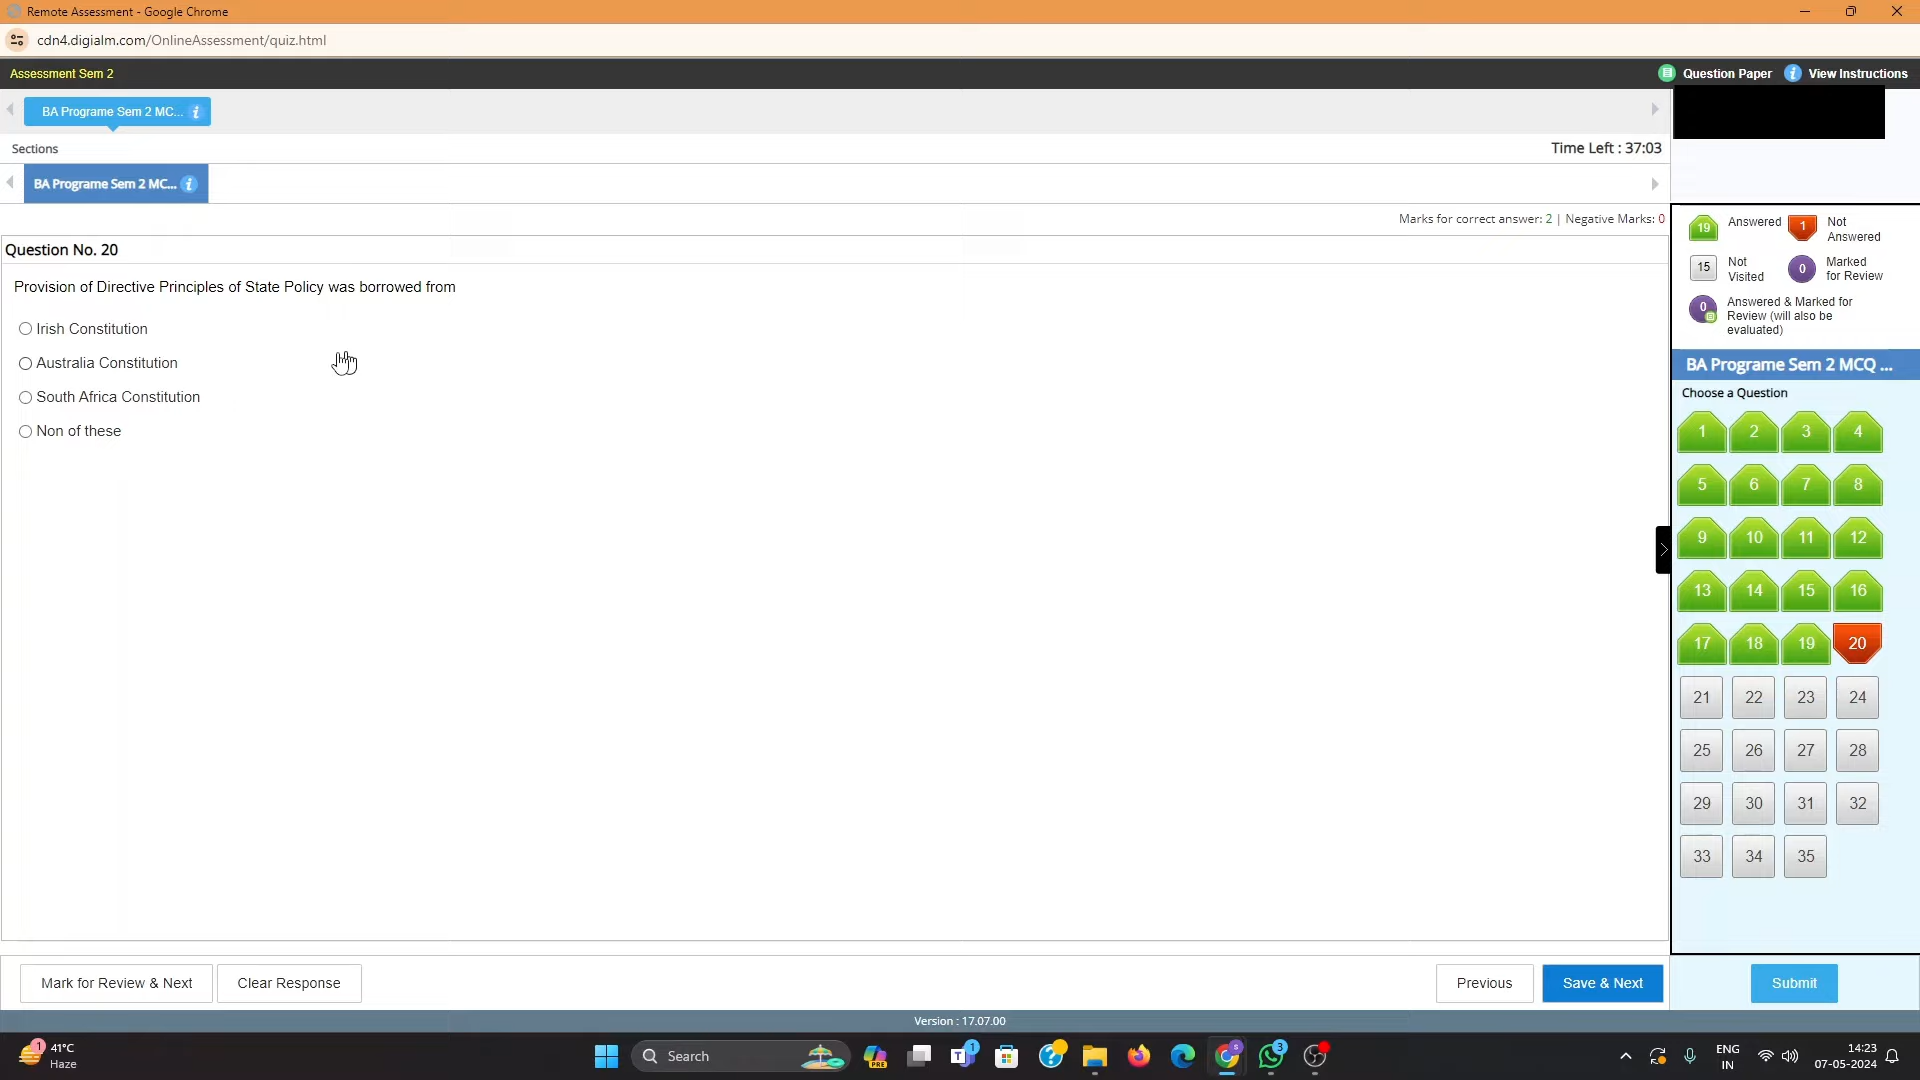 Remote Assessment - Google Chrome
cdn4.digialm.com/OnlineAssessment/quiz.html
Assessment Sem 2
Question Paper
View Instructions
BA Programe Sem 2 MC...
Sections
Time Left : 37:03
BA Programe Sem 2 MC...
Marks for correct answer: 2 | Negative Marks: 0
Question No. 20
Provision of Directive Principles of State Policy was borrowed from
Irish Constitution
Australia Constitution
South Africa Constitution
Non of these
19 Answered
1 Not Answered
15 Not Visited
0 Marked for Review
0 Answered & Marked for
Review (will also be
evaluated)
BA Programe Sem 2 MCQ ...
Choose a Question
1 2 3 4
5 6 7 8
9 10 11 12
13 14 15 16
17 18 19 20
21 22 23 24
25 26 27 28
29 30 31 32
33 34 35
Mark for Review & Next
Clear Response
Previous
Save & Next
Submit
Version : 17.07.00
1
41°C
Haze
Search
PRE
1
3
ENG
IN
14:23
07-05-2024